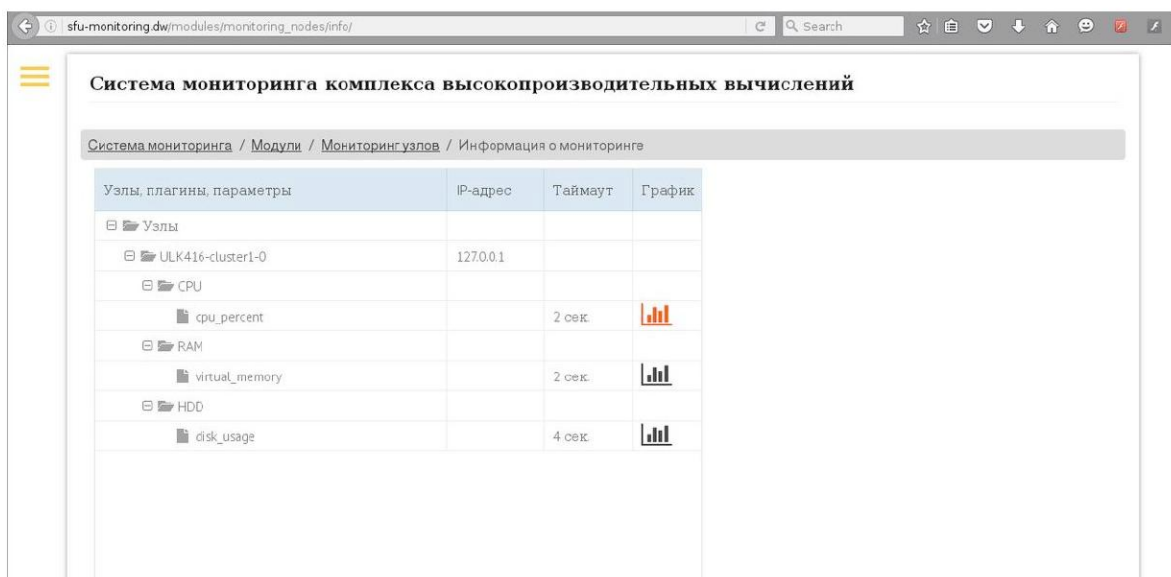 sfu-monitoring.dw/modules/monitoring_nodes/info/ Search
Система мониторинга комплекса высокопроизводительных вычислений
Система мониторинга / Модули / Мониторинг узлов / Информация о мониторинге
Узлы, плагины, параметры IP-адрес Таймаут График
Узлы
ULK416-cluster1-0 127.0.0.1
CPU
cpu_percent 2 сек.
RAM
virtual_memory 2 сек.
HDD
disk_usage 4 сек.